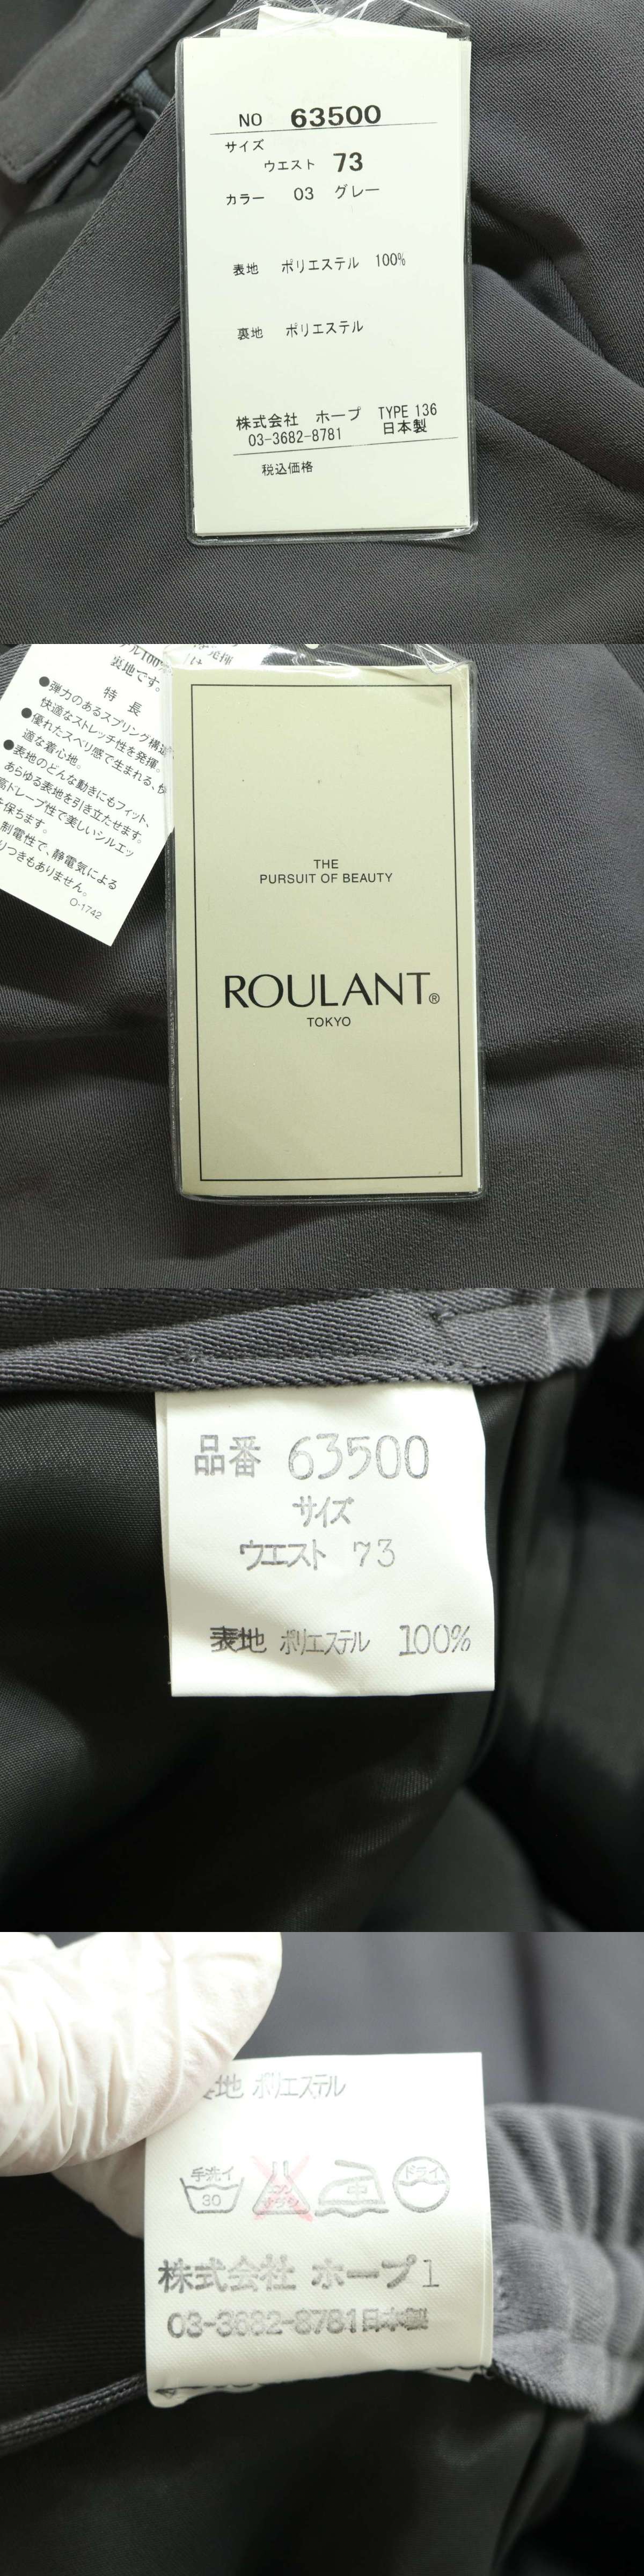 NO 63500
サイズ
ウエスト 73
カラー 03 グレー
表地 ポリエステル 100%
裏地 ポリエステル
株式会社 ホープ TYPE 136
03-3682-8781 日本製
税込価格
裏地です。
特長
●弾力のあるスプリング構造
快適なストレッチ性を発揮。
●優れたスベリ感で生まれる、快
適な着心地。
●表地のどんな動きにもフィット、
あらゆる表地を引き立たせます。
高ドレープ性で美しいシルエッ
を保ちます。
制電性で、静電気による
りつきもありません。
O-1742
THE
PURSUIT OF BEAUTY
ROULANT®
TOKYO
品番 63500
サイズ
ウエスト 73
表地 ポリエステル 100%
地 ポリエステル
手洗イ
30
エンソ
サラシ
中
ドライ
株式会社 ホープ1
03-3682-8781日本製